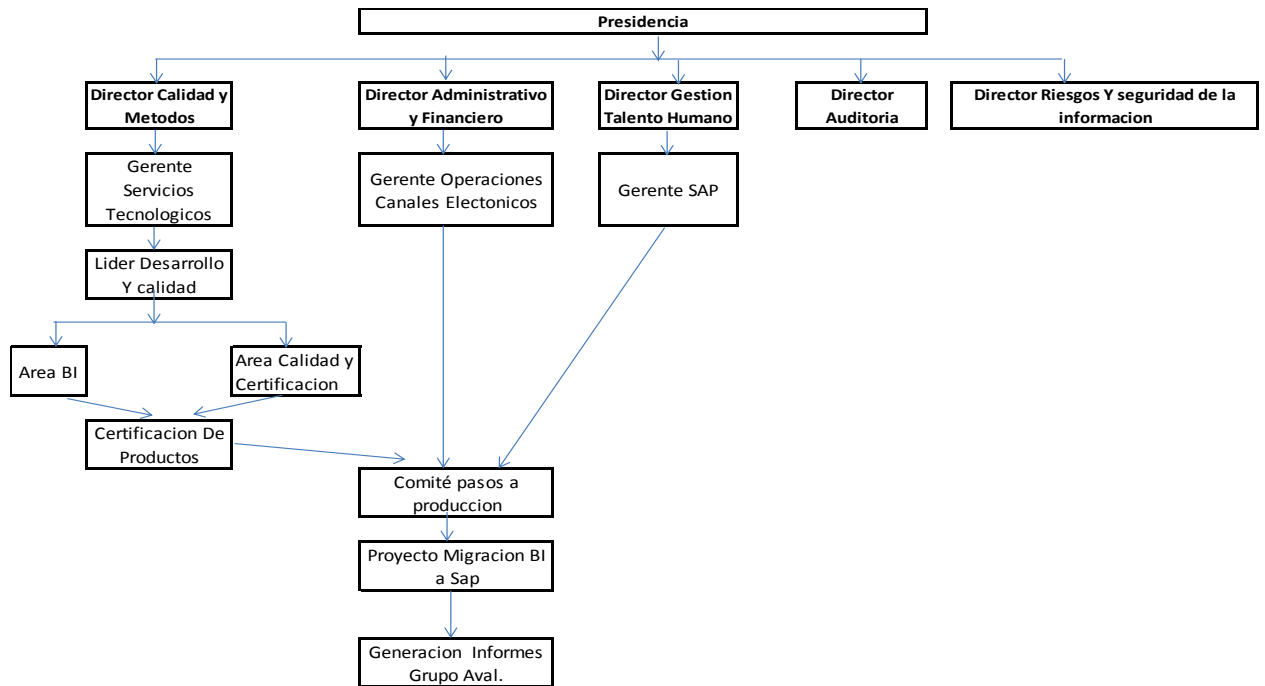 Presidencia
Director Calidad y
Metodos
Director Administrativo
y Financiero
Director Gestion
Talento Humano
Director
Auditoria
Director Riesgos Y seguridad de la
informacion
Gerente
Servicios
Tecnologicos
Gerente Operaciones
Canales Electonicos
Gerente SAP
Lider Desarrollo
Y calidad
Area BI
Area Calidad y
Certificacion
Certificacion De
Productos
Comité pasos a
produccion
Proyecto Migracion BI
a Sap
Generacion Informes
Grupo Aval.